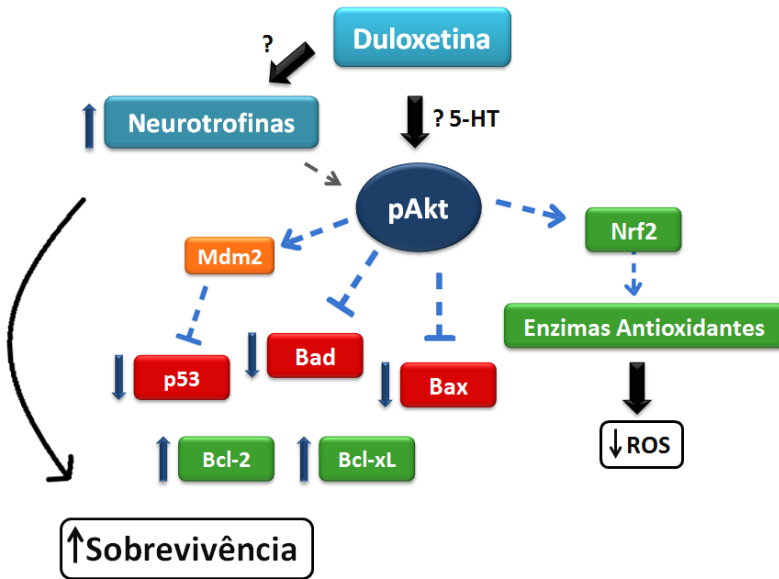 Duloxetina
?
Neurotrofinas
? 5-HT
pAkt
Nrf2
Mdm2
Enzimas Antioxidantes
Bad
p53
Bax
↓ROS
Bcl-2
Bcl-xL
↑Sobrevivência